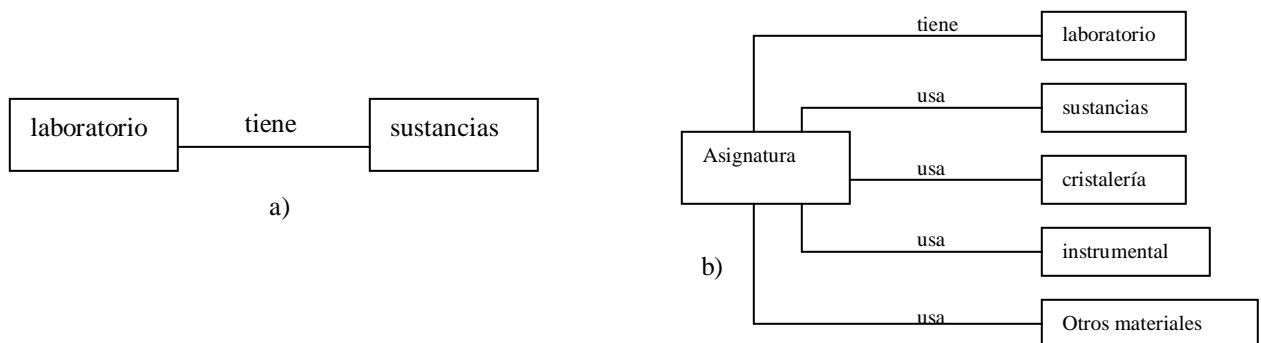 laboratorio
tiene
sustancias
a)
tiene
laboratorio
usa
sustancias
Asignatura
usa
cristalería
usa
instrumental
b)
usa
Otros materiales